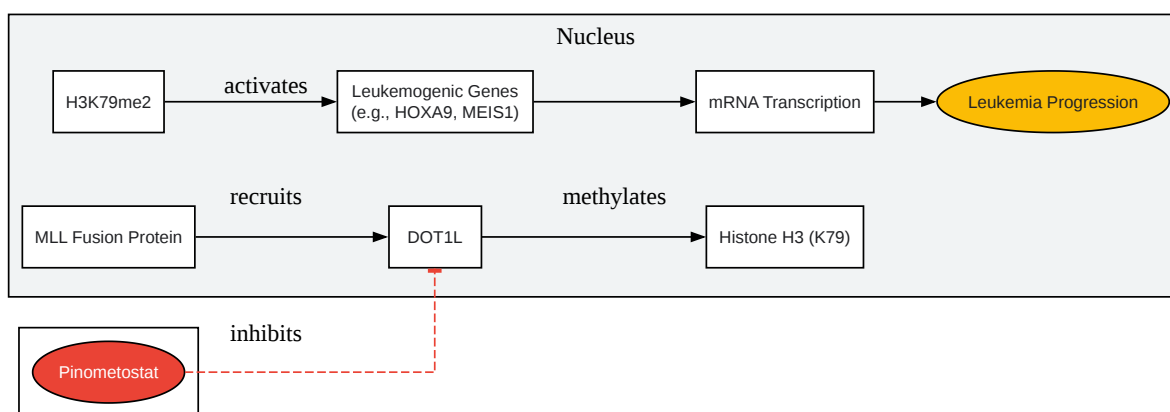 Nucleus
H3K79me2
activates
Leukemogenic Genes
(e.g., HOXA9, MEIS1)
mRNA Transcription
Leukemia Progression
MLL Fusion Protein
recruits
DOT1L
methylates
Histone H3 (K79)
inhibits
Pinometostat